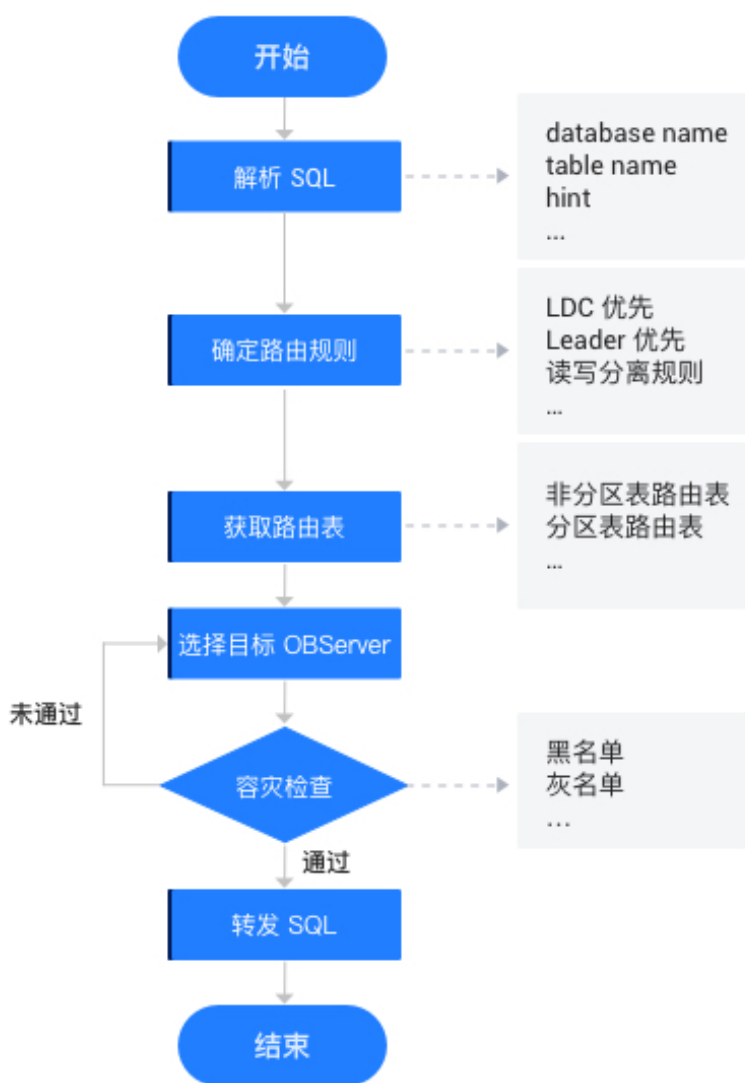 开始
解析 SQL
database name
table name
hint
...
确定路由规则
LDC 优先
Leader 优先
读写分离规则
...
获取路由表
非分区表路由表
分区表路由表
...
选择目标 OBServer
未通过
容灾检查
黑名单
灰名单
...
通过
转发 SQL
结束